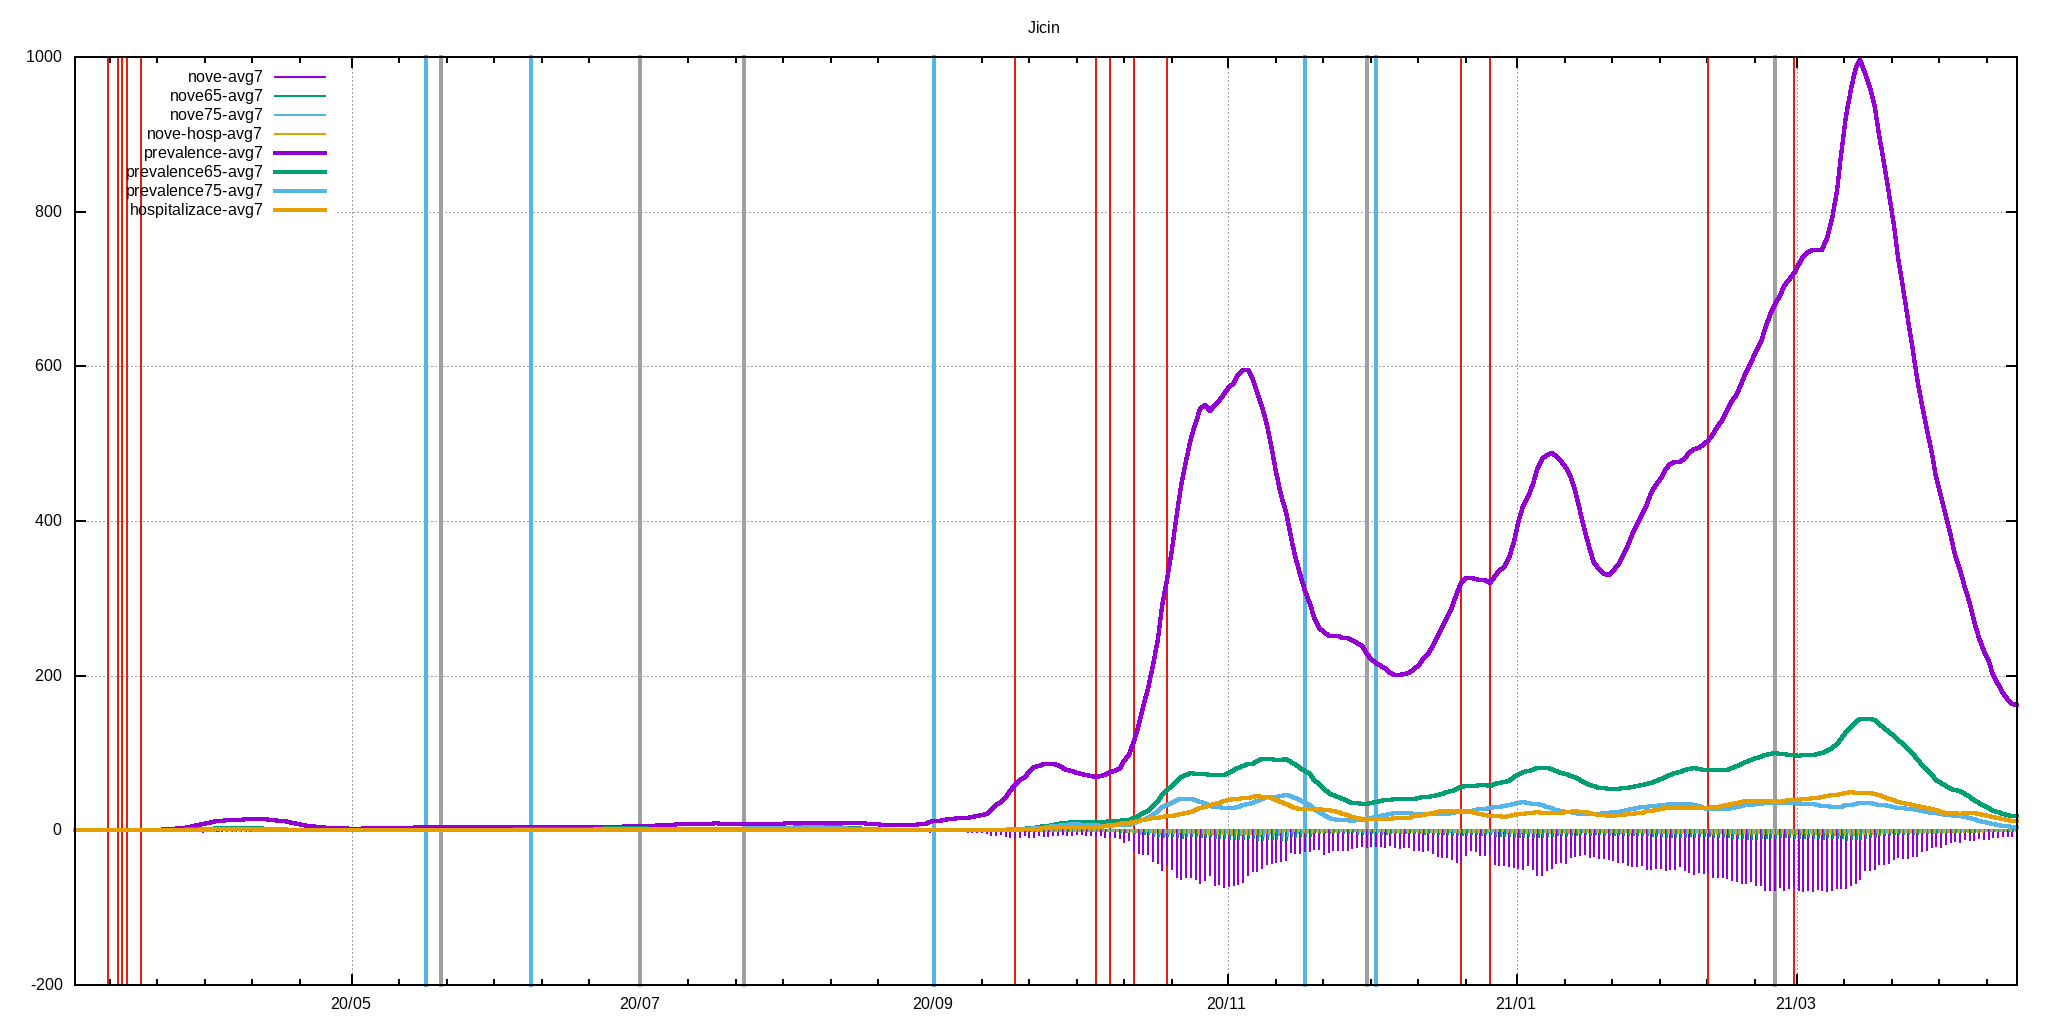 Jicin
1000
800
600
400
200
0
-200
nove-avg7
nove65-avg7
nove75-avg7
nove-hosp-avg7
prevalence-avg7
prevalence65-avg7
prevalence75-avg7
hospitalizace-avg7
20/05 20/07 20/09 20/11 21/01 21/03